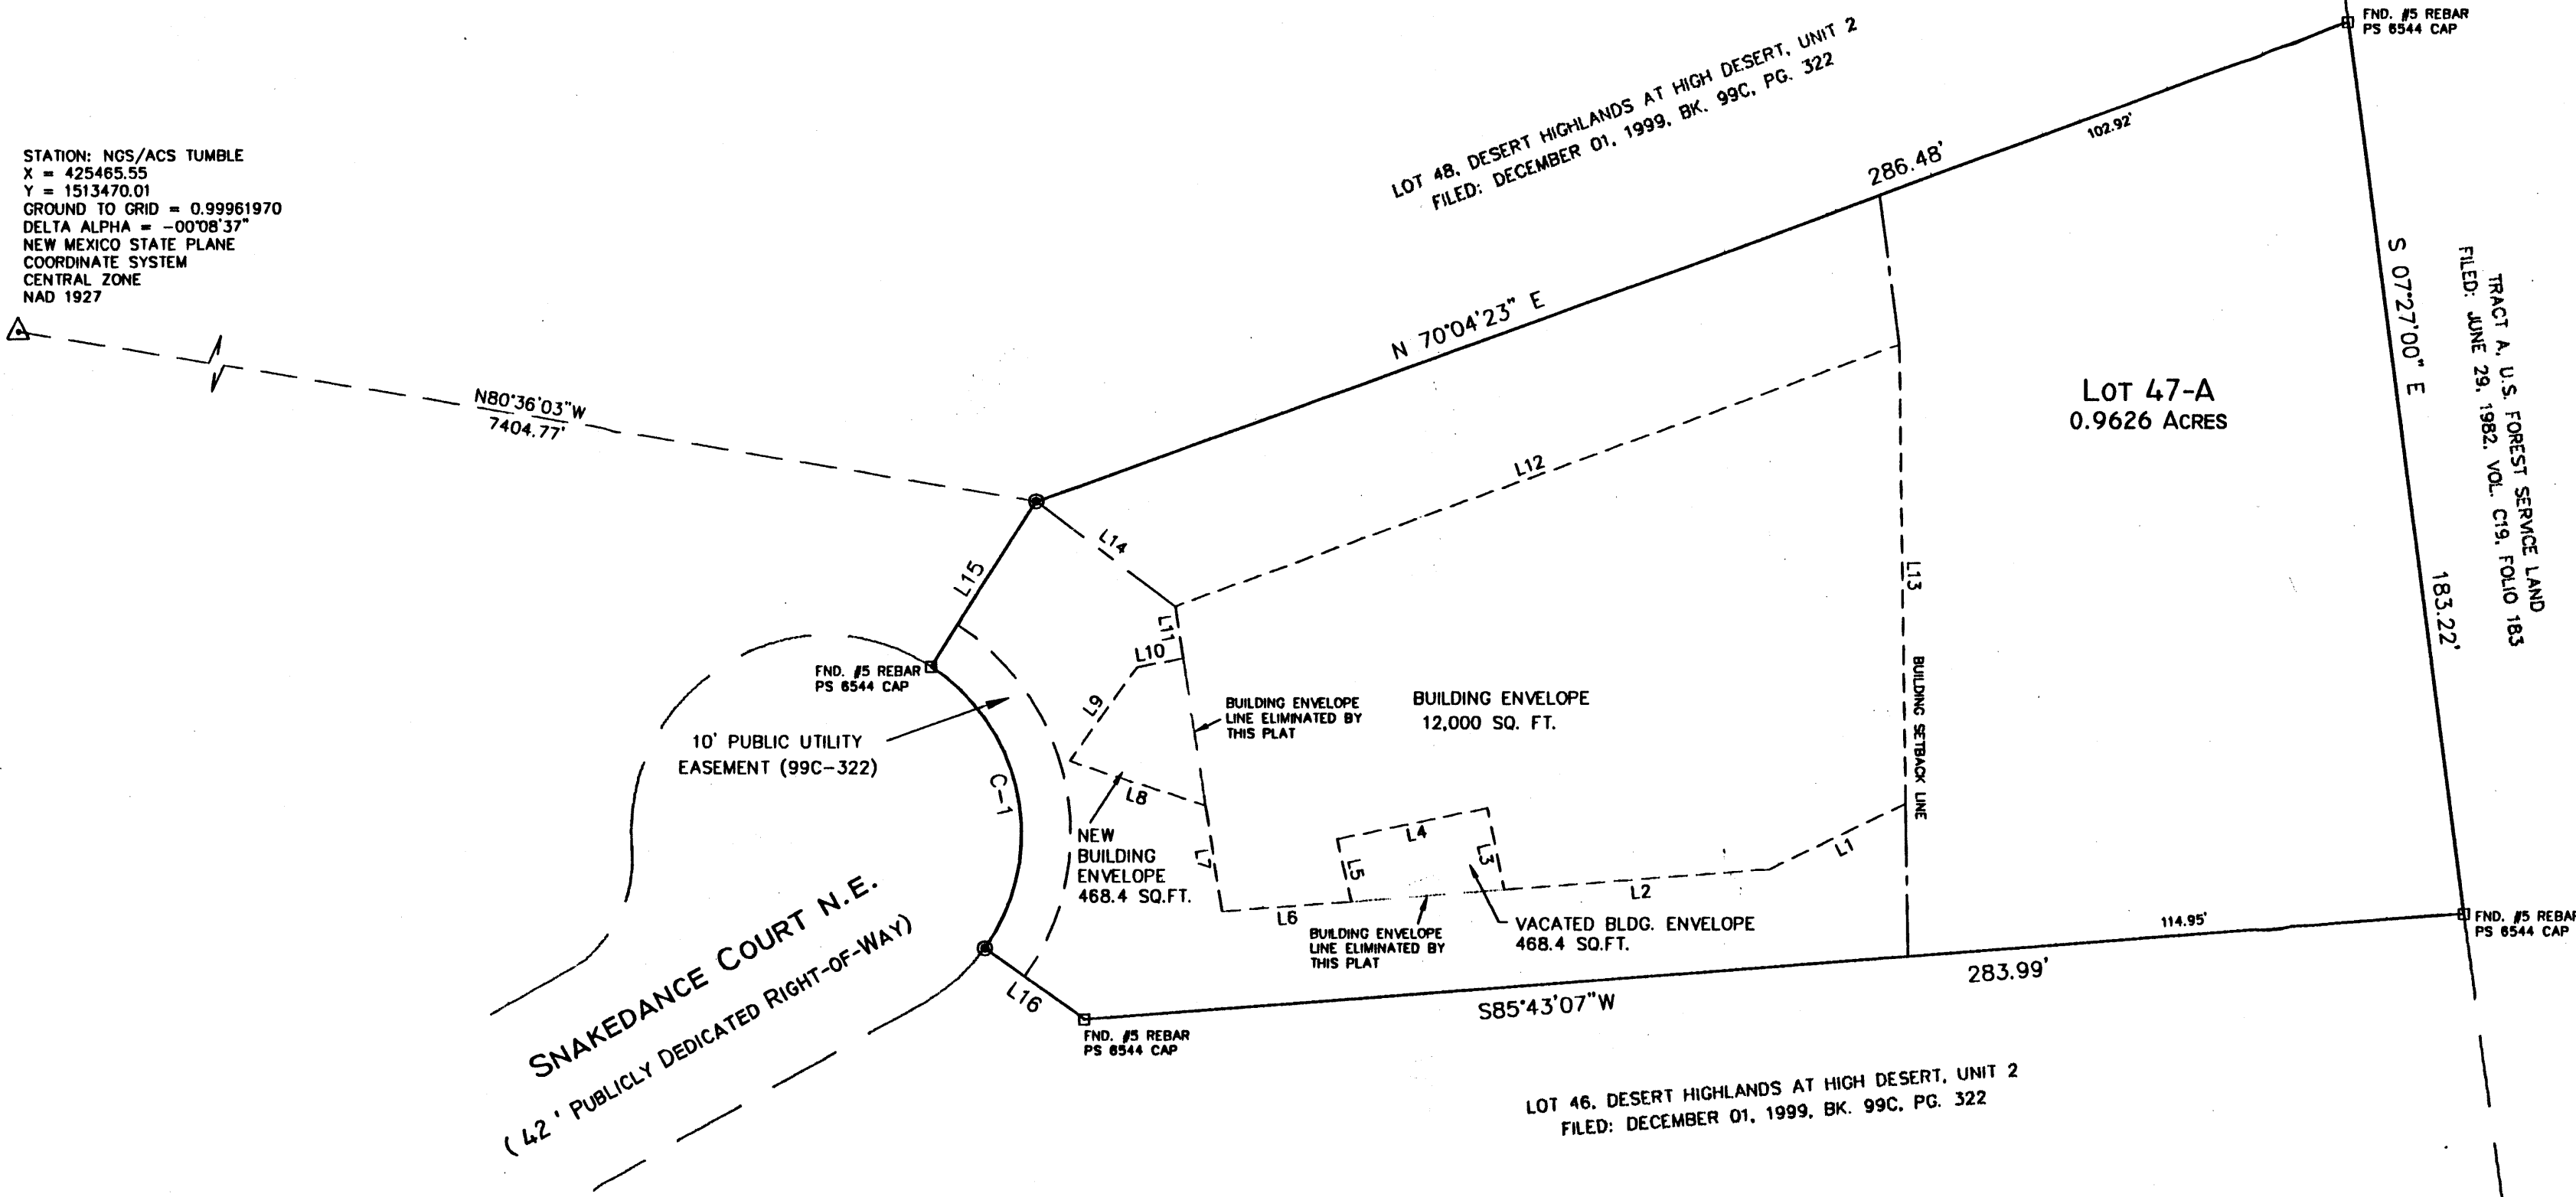 FND. #5 REBAR
PS 6544 CAP
LOT 48, DESERT HIGHLANDS AT HIGH DESERT, UNIT 2
FILED: DECEMBER 01, 1999, BK. 99C, PG. 322
102.92'
286.48'
STATION: NGS/ACS TUMBLE
X = 425465.55
Y = 1513470.01
GROUND TO GRID = 0.99961970
DELTA ALPHA = -00°08'37"
NEW MEXICO STATE PLANE
COORDINATE SYSTEM
CENTRAL ZONE
NAD 1927
N 70°04'23" E
S 07°27'00" E
183.22'
TRACT A, U.S. FOREST SERVICE LAND
FILED: JUNE 29, 1982, VOL. C19, FOLIO 183
LOT 47-A
0.9626 ACRES
N80°36'03"W
7404.77'
L12
L14
L13
L15
L11
L10
L9
FND. #5 REBAR
PS 6544 CAP
BUILDING ENVELOPE
LINE ELIMINATED BY
THIS PLAT
BUILDING ENVELOPE
12,000 SQ. FT.
BUILDING SETBACK LINE
10' PUBLIC UTILITY
EASEMENT (99C-322)
C-1
L8
NEW
BUILDING
ENVELOPE
468.4 SQ.FT.
L7
L4
L3
L5
L1
L2
L6
BUILDING ENVELOPE
LINE ELIMINATED BY
THIS PLAT
VACATED BLDG. ENVELOPE
468.4 SQ.FT.
114.95'
FND. #5 REBAR
PS 6544 CAP
283.99'
S85°43'07"W
L16
FND. #5 REBAR
PS 6544 CAP
SNAKEDANCE COURT N.E.
( 42 ' PUBLICLY DEDICATED RIGHT-OF-WAY)
LOT 46, DESERT HIGHLANDS AT HIGH DESERT, UNIT 2
FILED: DECEMBER 01, 1999, BK. 99C, PG. 322